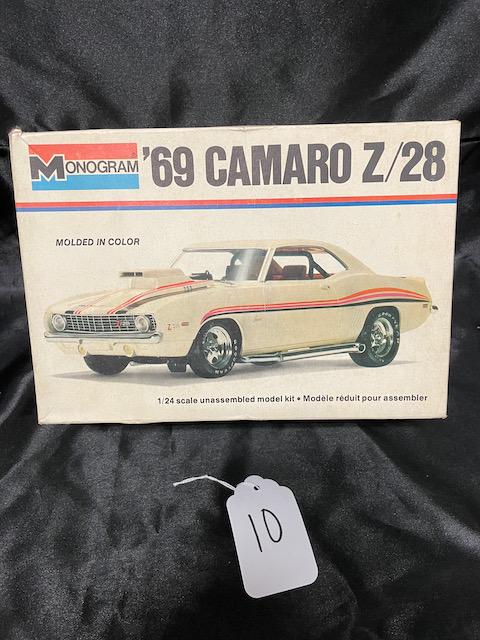 MONOGRAM '69 CAMARO Z/28
MOLDED IN COLOR
1/24 scale unassembled model kit • Modèle réduit pour assembler
10